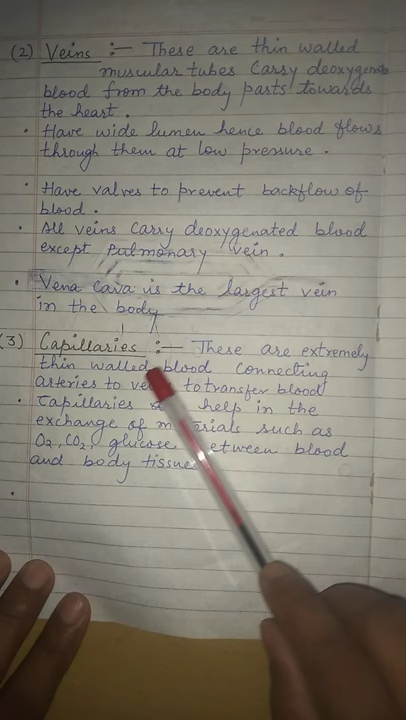 (2) Veins :— These are thin walled
muscular tubes Carry deoxygenate
blood from the body parts towards
the heart.
• Have wide lumen hence blood flows
through them at low pressure.
• Have valves to prevent backflow of
blood.
• All veins carry deoxygenated blood
except pulmonary vein.
• Vena Cava is the largest vein
in the body
(3) Capillaries :— These are extremely
thin walled blood connecting
arteries to to transfer blood
• Capillaries help in the
exchange of such as
O2, CO2, glucose between blood
and body tissue